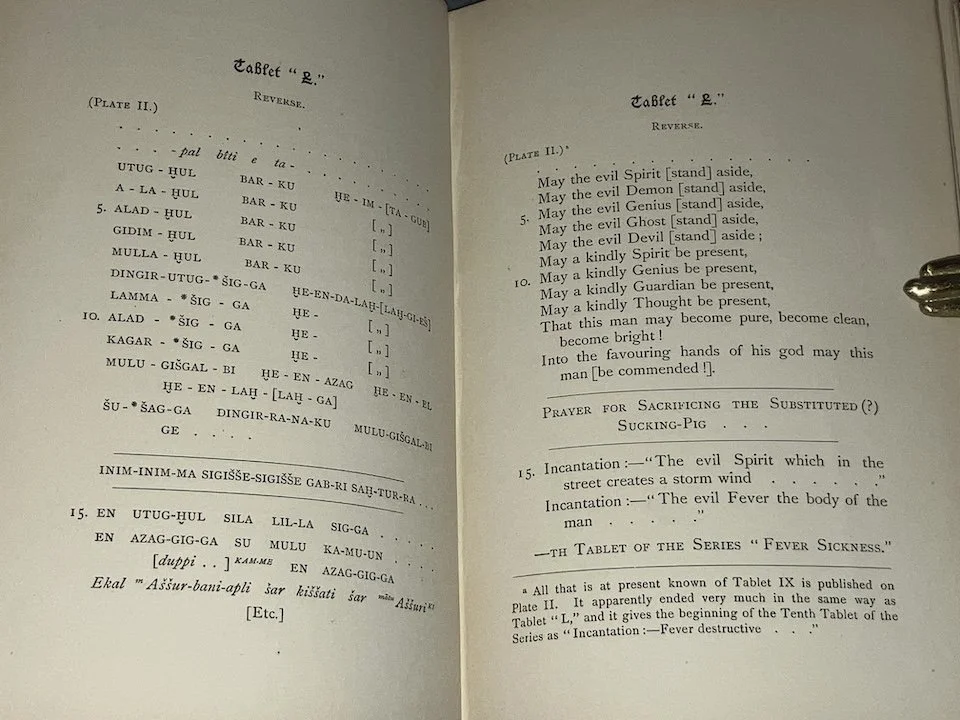 Tablet "L."
REVERSE.
(PLATE II.)
. . . . . . . . . . . . . .
. . . . -pal bîti e ta- . . . . . .
UTUG - ḪUL BAR - KU ḪE - IM - [TA - GUB]
A - LA - ḪUL BAR - KU [ „ ]
5. ALAD - ḪUL BAR - KU [ „ ]
GIDIM - ḪUL BAR - KU [ „ ]
MULLA - ḪUL BAR - KU [ „ ]
DINGIR-UTUG-*ŠIG-GA ḪE-EN-DA-LAḪ-[LAḪ-GI-EŠ]
LAMMA - *ŠIG - GA ḪE - [ „ ]
10. ALAD - *ŠIG - GA ḪE - [ „ ]
KAGAR - *ŠIG - GA ḪE - [ „ ]
MULU - GIŠGAL - BI ḪE - EN - AZAG ḪE - EN - EL
ḪE - EN - LAḪ - [LAḪ - GA]
ŠU-*ŠAG-GA DINGIR-RA-NA-KU MULU-GIŠGAL-BI
GE . . . .
INIM-INIM-MA SIGIŠŠE-SIGIŠŠE GAB-RI SAḪ-TUR-RA . . .
15. EN UTUG-ḪUL SILA LIL-LA SIG-GA . . . . .
EN AZAG-GIG-GA SU MULU KA-MU-UN . . . .
[duppi . . ] KAM-ME EN AZAG-GIG-GA
Ekal m Aššur-bani-apli šar kiššati šar mâtu Aššuri KI
[Etc.]
Tablet "L."
REVERSE.
(PLATE II.)ª
. . . . . . . . . . . . . .
May the evil Spirit [stand] aside,
May the evil Demon [stand] aside,
5. May the evil Genius [stand] aside,
May the evil Ghost [stand] aside,
May the evil Devil [stand] aside ;
May a kindly Spirit be present,
May a kindly Genius be present,
10. May a kindly Guardian be present,
May a kindly Thought be present,
That this man may become pure, become clean,
become bright !
Into the favouring hands of his god may this
man [be commended !].
PRAYER FOR SACRIFICING THE SUBSTITUTED (?)
SUCKING-PIG . . .
15. Incantation :—"The evil Spirit which in the
street creates a storm wind . . . . . ."
Incantation :—"The evil Fever the body of the
man . . . . ."
—TH TABLET OF THE SERIES "FEVER SICKNESS."
ª All that is at present known of Tablet IX is published on
Plate II. It apparently ended very much in the same way as
Tablet "L," and it gives the beginning of the Tenth Tablet of the
Series as "Incantation :—Fever destructive . . ."